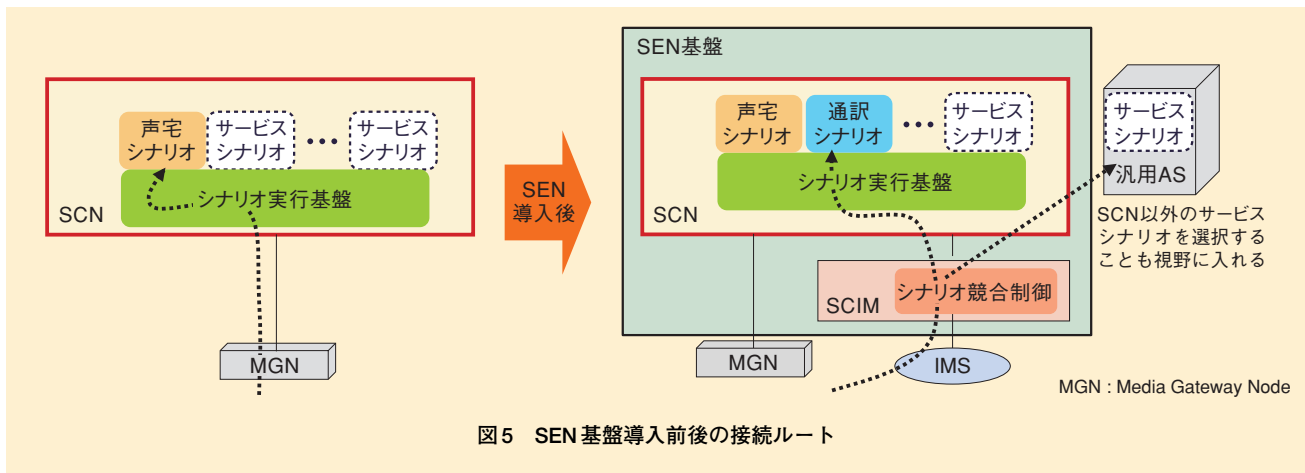 声宅
シナリオ
サービス
シナリオ
•••
サービス
シナリオ
シナリオ実行基盤
SCN
MGN
SEN
導入後
SEN基盤
声宅
シナリオ
通訳
シナリオ
•••
サービス
シナリオ
シナリオ実行基盤
SCN
シナリオ競合制御
SCIM
MGN
IMS
サービス
シナリオ
汎用AS
SCN以外のサービス
シナリオを選択する
ことも視野に入れる
MGN : Media Gateway Node
図5 SEN基盤導入前後の接続ルート